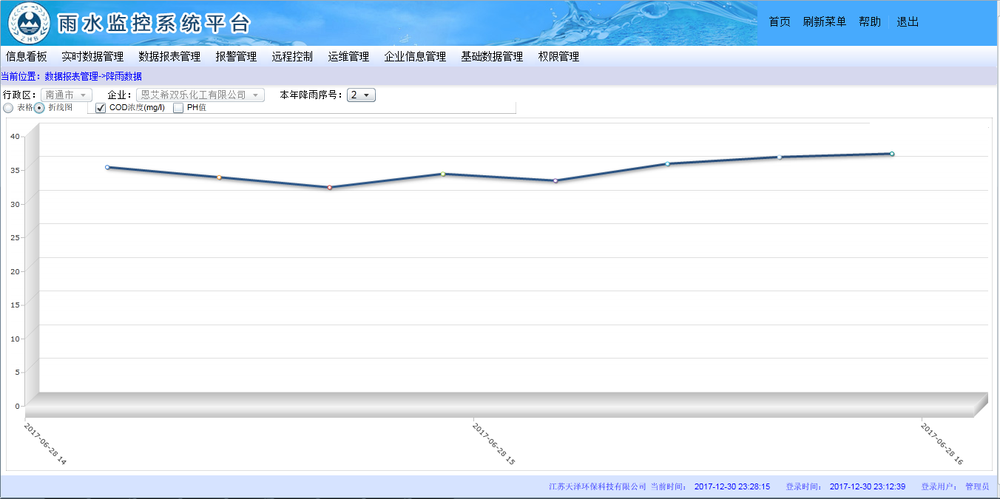 ZHB
雨水监控系统平台
首页 刷新菜单 帮助 退出
信息看板 实时数据管理 数据报表管理 报警管理 远程控制 运维管理 企业信息管理 基础数据管理 权限管理
当前位置：数据报表管理->降雨数据
行政区： 南通市 企业： 恩艾希双乐化工有限公司 本年降雨序号： 2
表格 折线图 COD浓度(mg/l) PH值
40
35
30
25
20
15
10
5
0
2017-06-28 14 2017-06-28 15 2017-06-28 16
江苏天泽环保科技有限公司 当前时间： 2017-12-30 23:28:15 登录时间： 2017-12-30 23:12:39 登录用户： 管理员